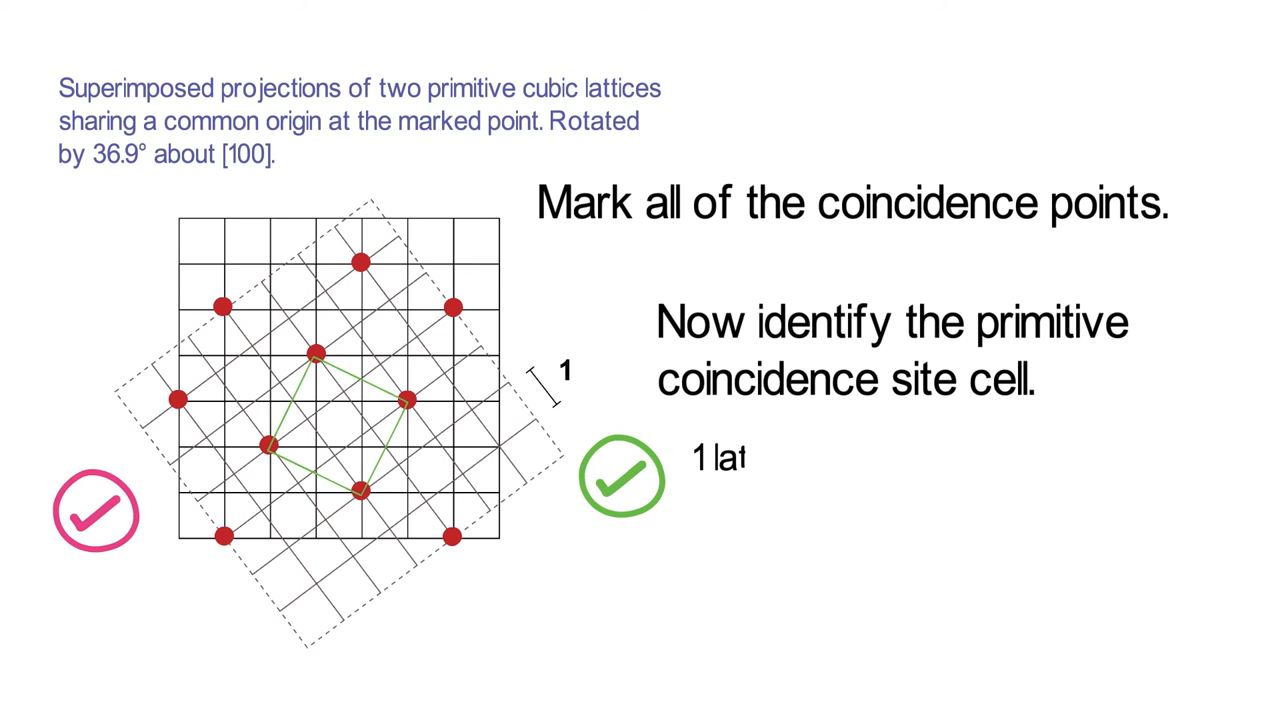 Superimposed projections of two primitive cubic lattices
sharing a common origin at the marked point. Rotated
by 36.9° about [100].
Mark all of the coincidence points.
Now identify the primitive
coincidence site cell.
1
1 lat